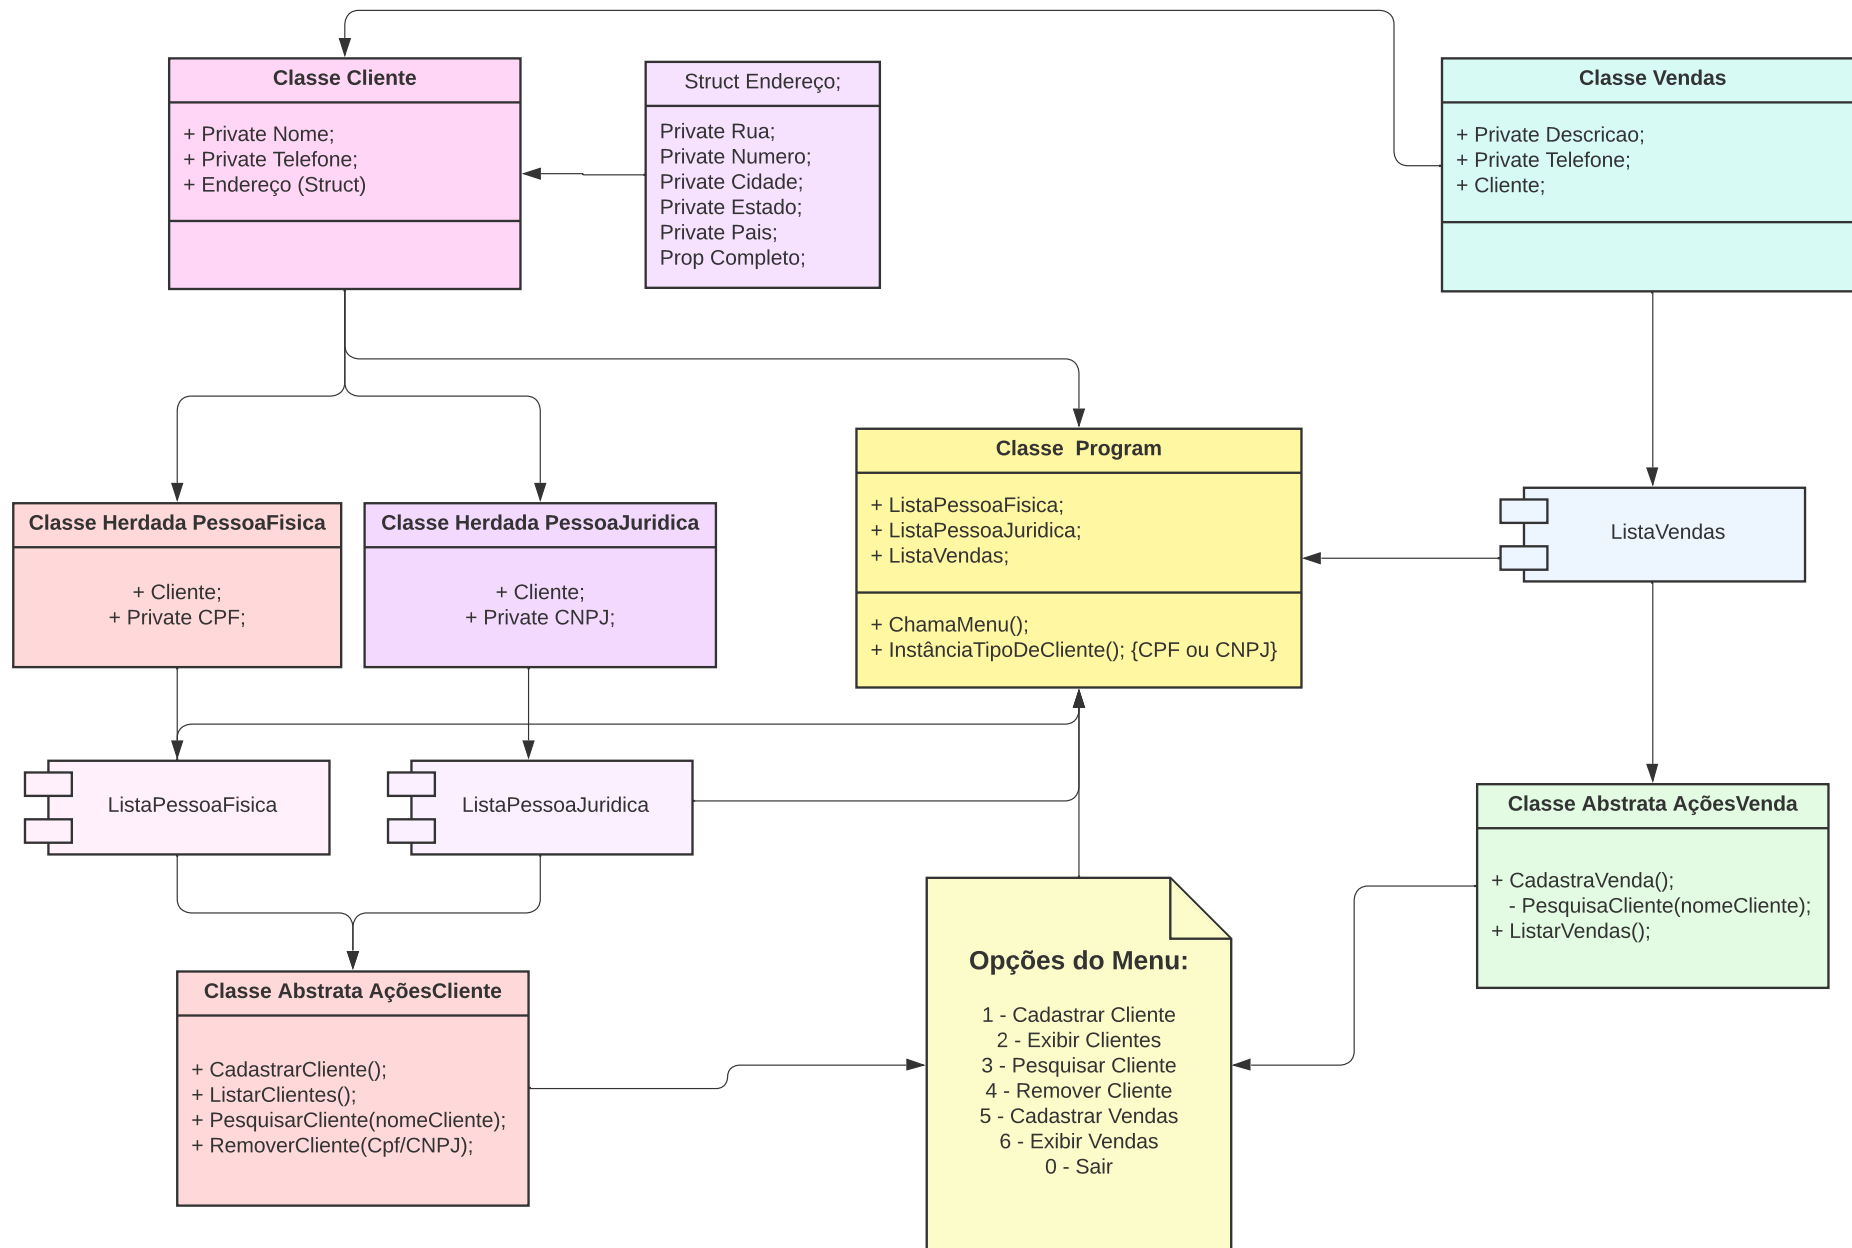 Classe Cliente
+ Private Nome;
+ Private Telefone;
+ Endereço (Struct)
Struct Endereço;
Private Rua;
Private Numero;
Private Cidade;
Private Estado;
Private Pais;
Prop Completo;
Classe Vendas
+ Private Descricao;
+ Private Telefone;
+ Cliente;
Classe Herdada PessoaFisica
+ Cliente;
+ Private CPF;
Classe Herdada PessoaJuridica
+ Cliente;
+ Private CNPJ;
Classe  Program
+ ListaPessoaFisica;
+ ListaPessoaJuridica;
+ ListaVendas;
+ ChamaMenu();
+ InstânciaTipoDeCliente(); {CPF ou CNPJ}
ListaVendas
ListaPessoaFisica
ListaPessoaJuridica
Classe Abstrata AçõesVenda
+ CadastraVenda();
- PesquisaCliente(nomeCliente);
+ ListarVendas();
Classe Abstrata AçõesCliente
+ CadastrarCliente();
+ ListarClientes();
+ PesquisarCliente(nomeCliente);
+ RemoverCliente(Cpf/CNPJ);
Opções do Menu:
1 - Cadastrar Cliente
2 - Exibir Clientes
3 - Pesquisar Cliente
4 - Remover Cliente
5 - Cadastrar Vendas
6 - Exibir Vendas
0 - Sair